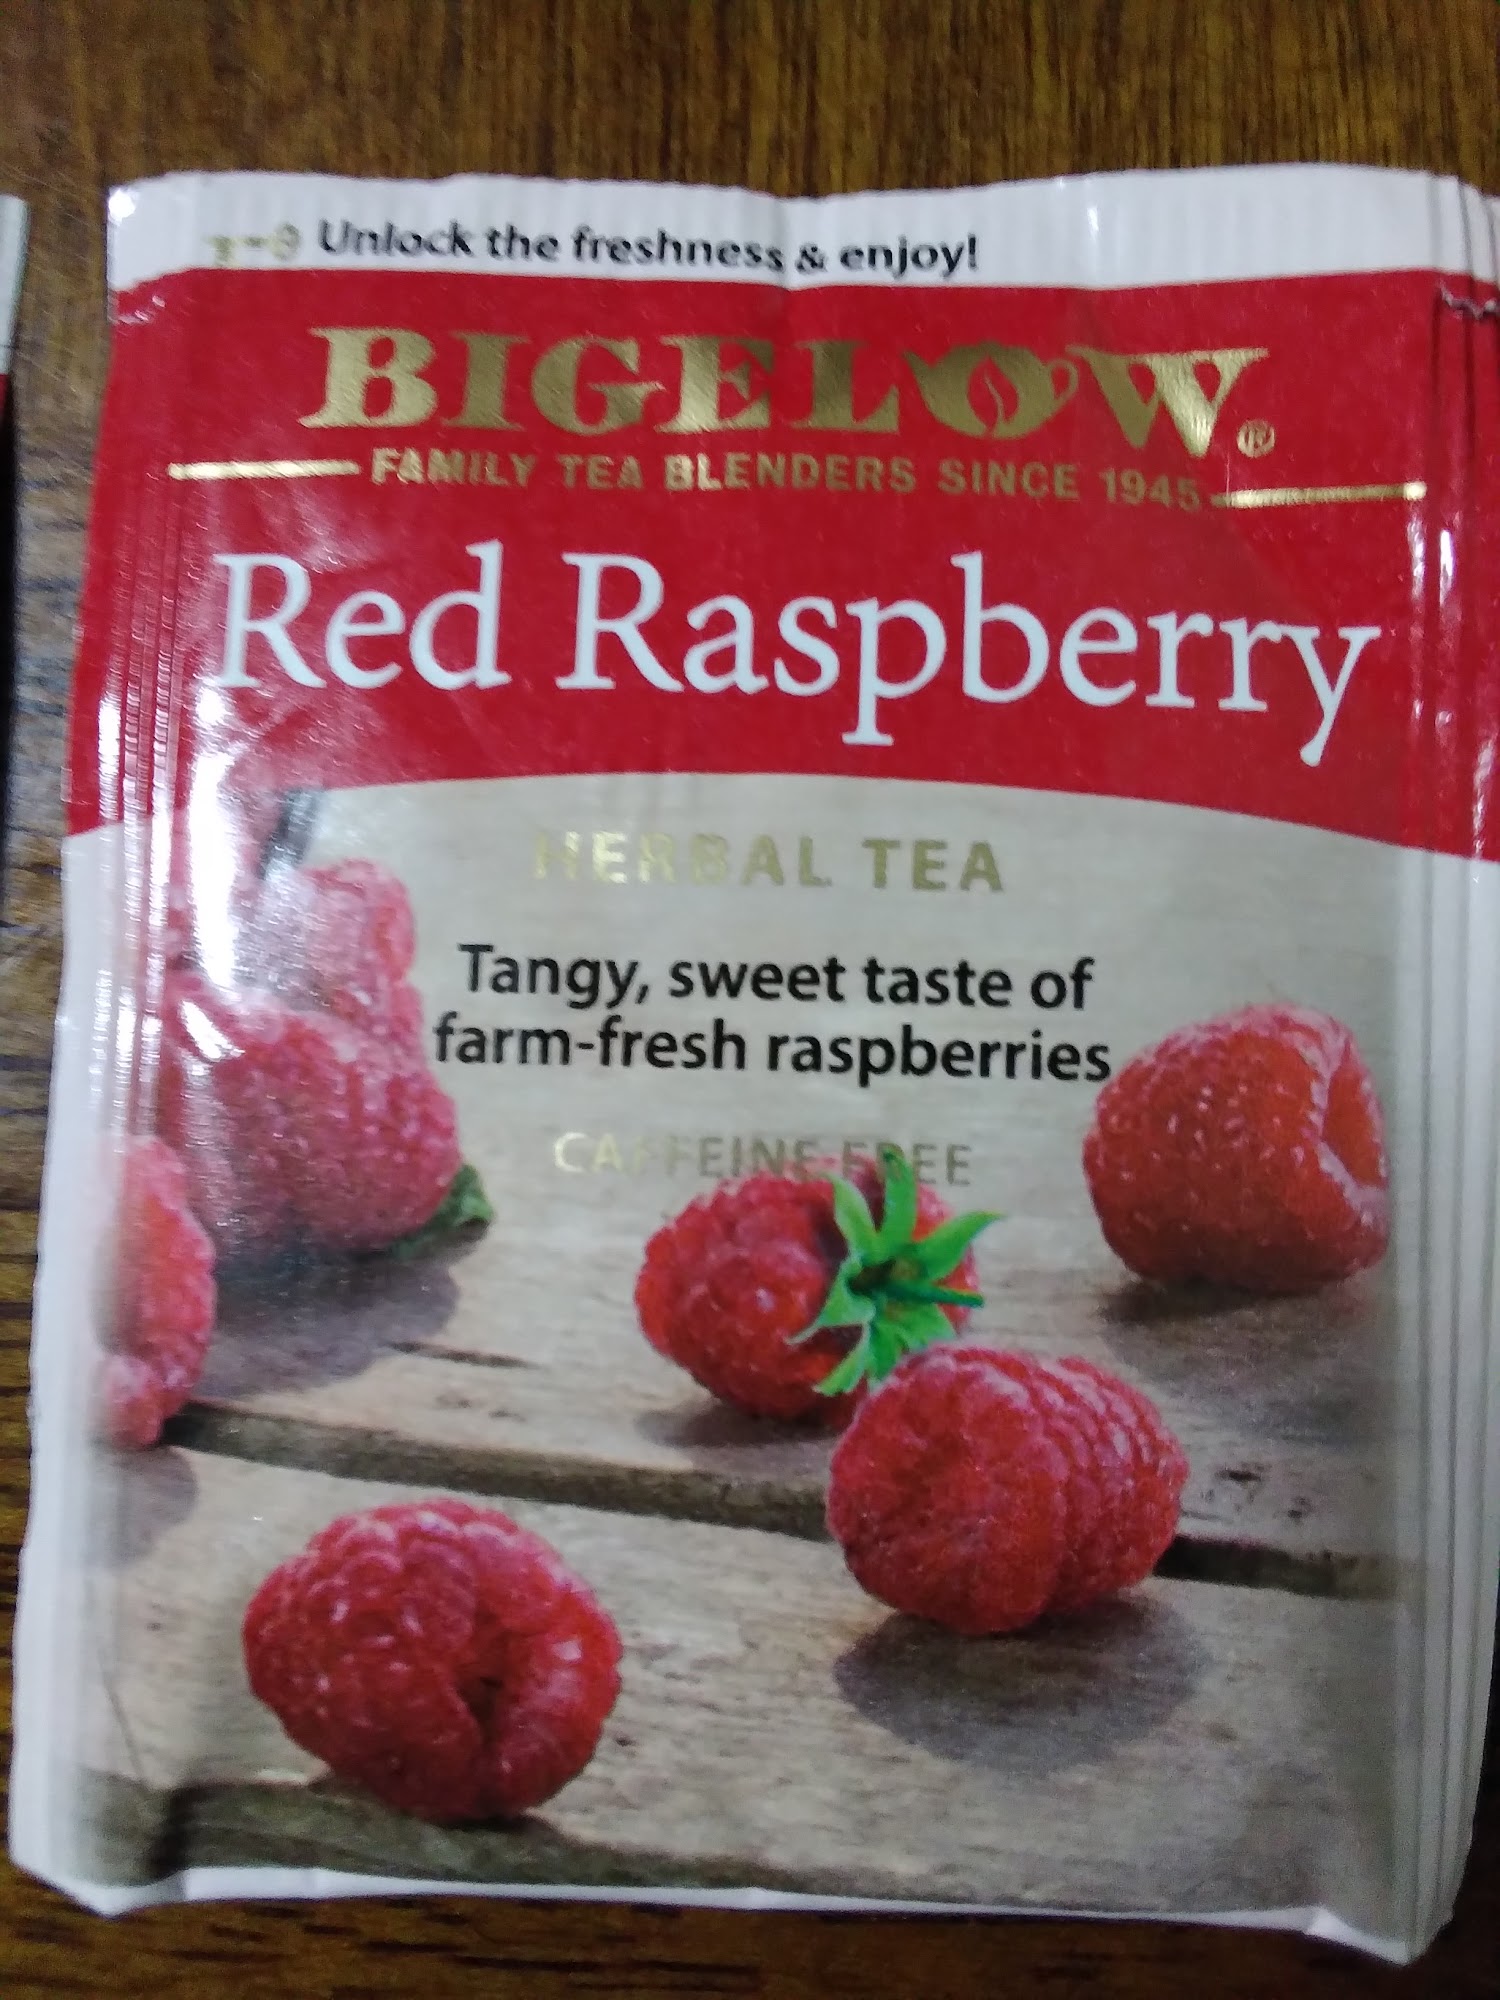 Unlock the freshness & enjoy!
BIGELOW®
FAMILY TEA BLENDERS SINCE 1945
Red Raspberry
HERBAL TEA
Tangy, sweet taste of
farm-fresh raspberries
CAFFEINE FREE